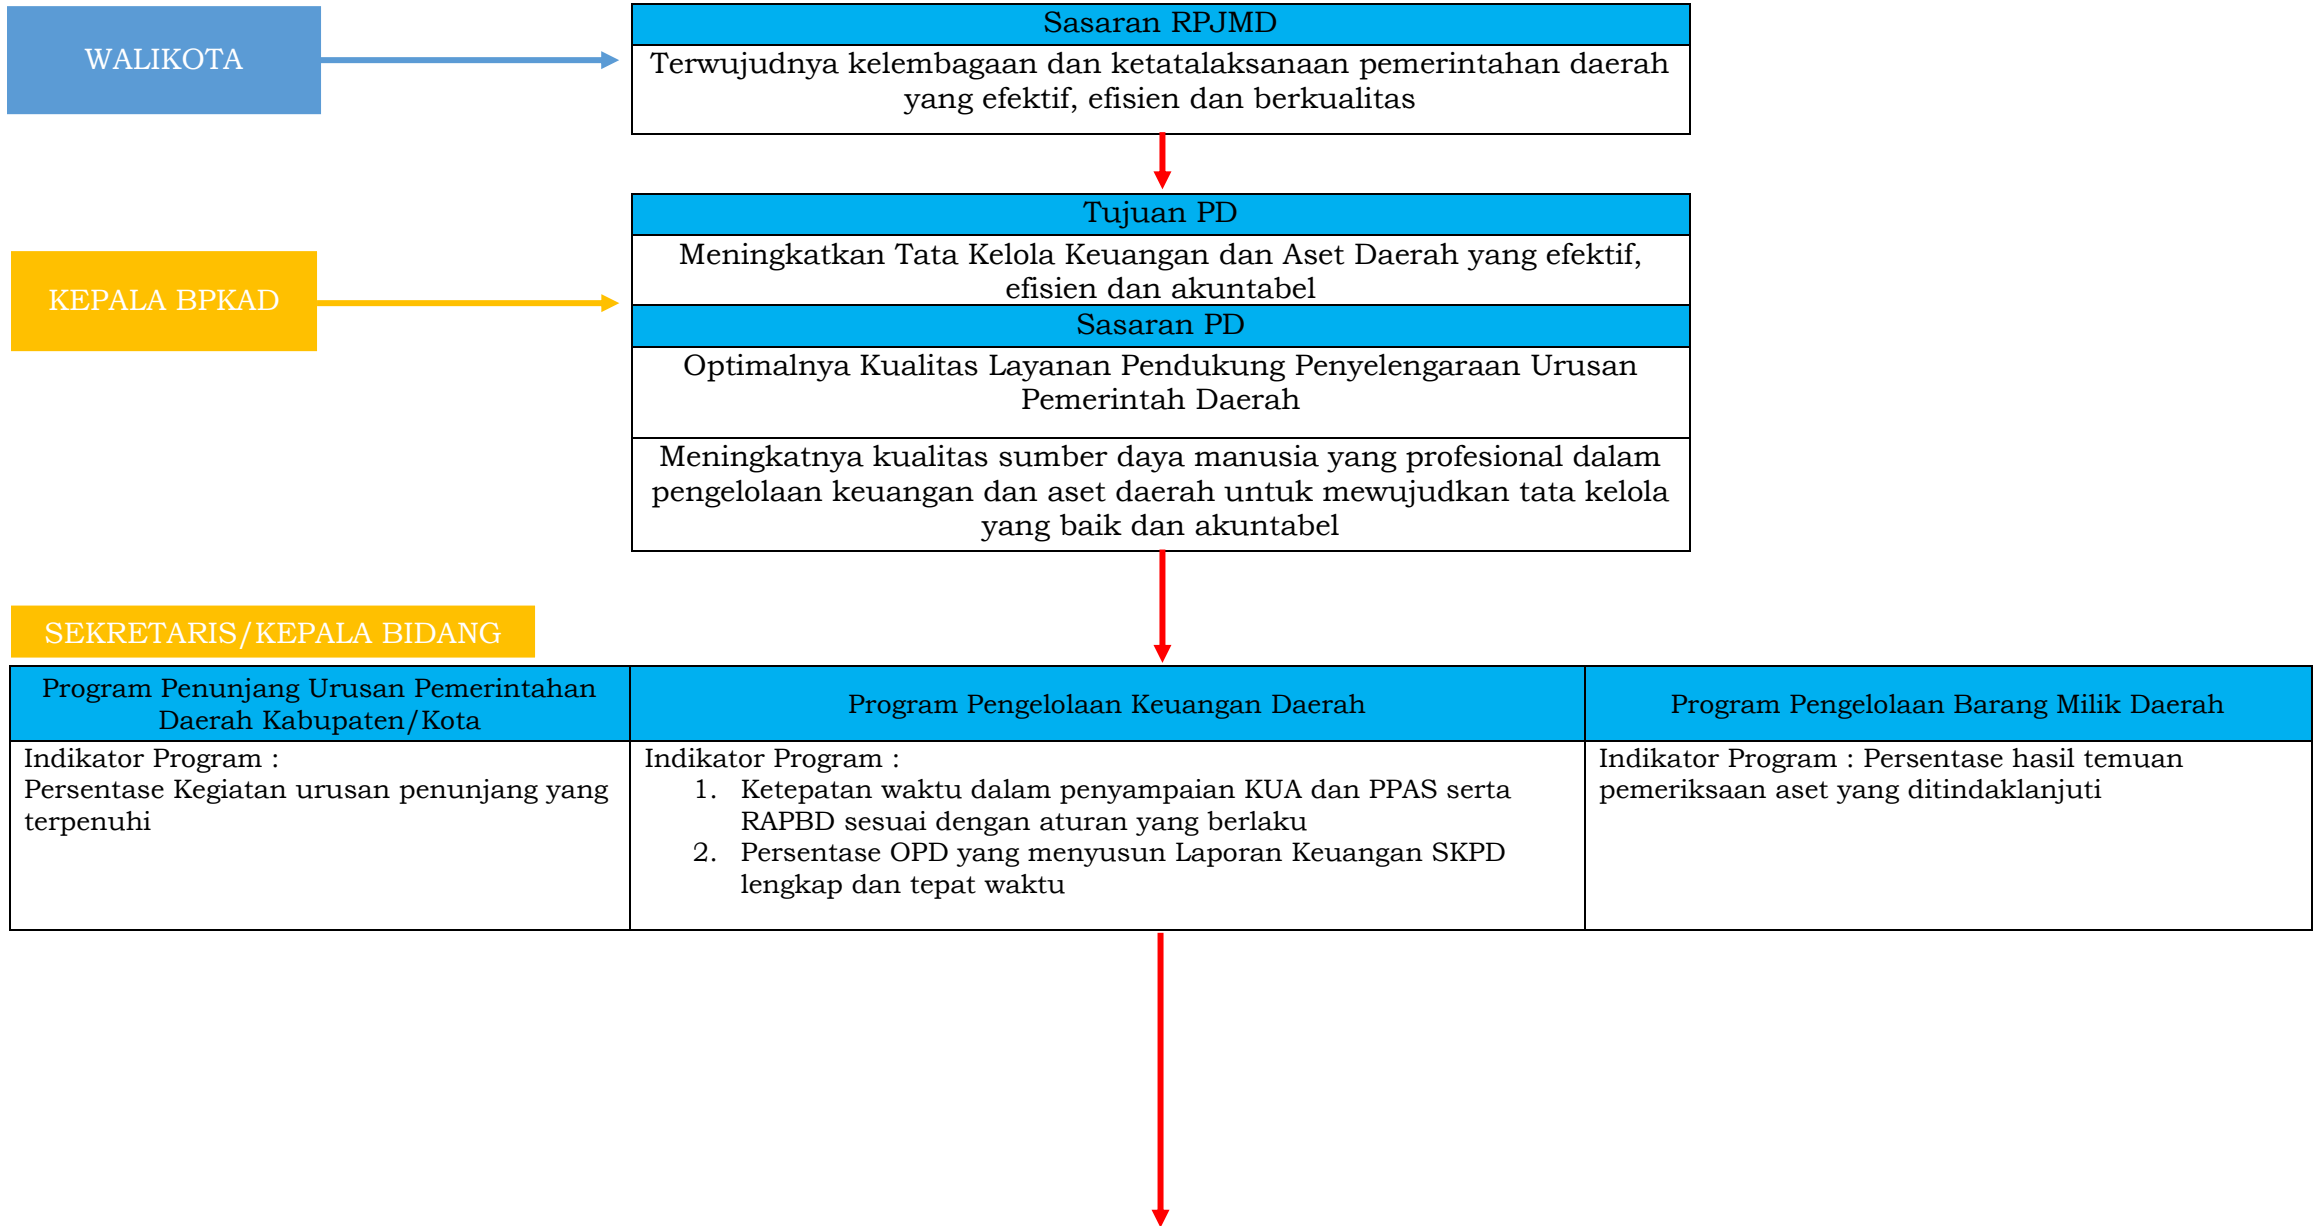 WALIKOTA
Sasaran RPJMD
Terwujudnya kelembagaan dan ketatalaksanaan pemerintahan daerah
yang efektif, efisien dan berkualitas
Tujuan PD
Meningkatkan Tata Kelola Keuangan dan Aset Daerah yang efektif,
efisien dan akuntabel
KEPALA BPKAD
Sasaran PD
Optimalnya Kualitas Layanan Pendukung Penyelengaraan Urusan
Pemerintah Daerah
Meningkatnya kualitas sumber daya manusia yang profesional dalam
pengelolaan keuangan dan aset daerah untuk mewujudkan tata kelola
yang baik dan akuntabel
SEKRETARIS/KEPALA BIDANG
Program Penunjang Urusan Pemerintahan
Daerah Kabupaten/Kota
Indikator Program :
Persentase Kegiatan urusan penunjang yang
terpenuhi
Program Pengelolaan Keuangan Daerah
Indikator Program :
1. Ketepatan waktu dalam penyampaian KUA dan PPAS serta
RAPBD sesuai dengan aturan yang berlaku
2. Persentase OPD yang menyusun Laporan Keuangan SKPD
lengkap dan tepat waktu
Program Pengelolaan Barang Milik Daerah
Indikator Program : Persentase hasil temuan
pemeriksaan aset yang ditindaklanjuti